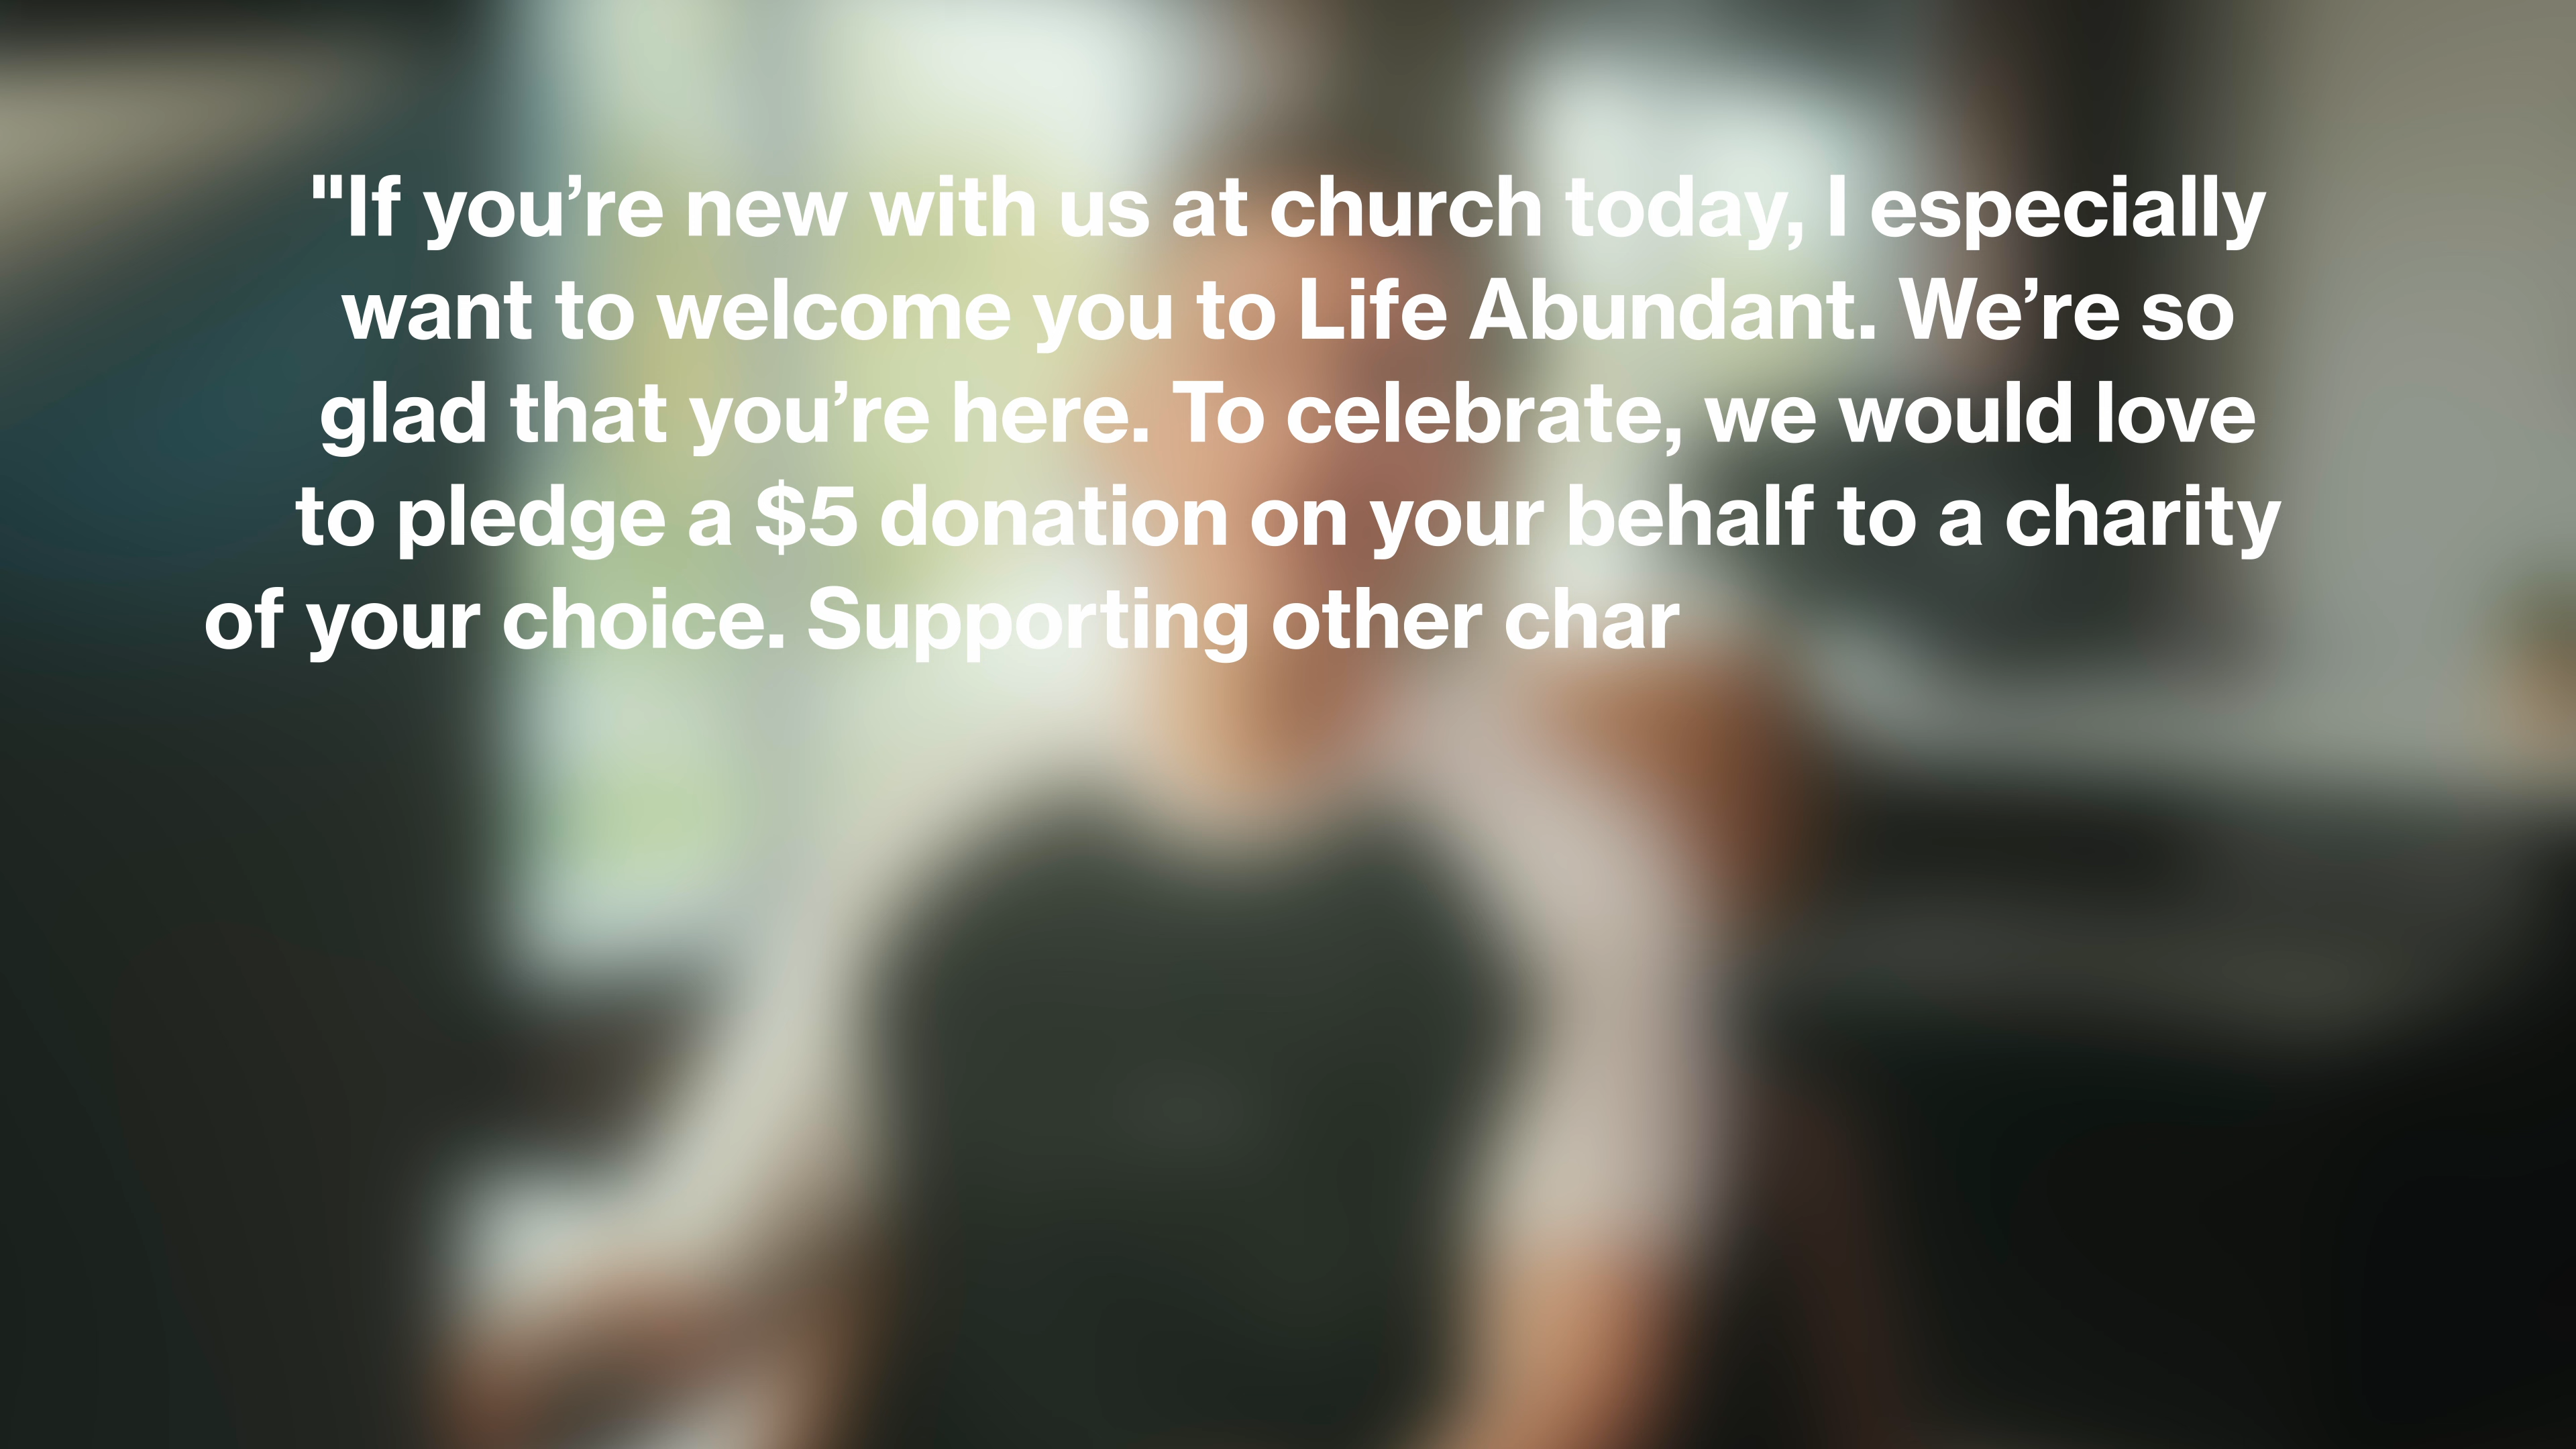 "If you’re new with us at church today, I especially
want to welcome you to Life Abundant. We’re so
glad that you’re here. To celebrate, we would love
to pledge a $5 donation on your behalf to a charity
of your choice. Supporting other char